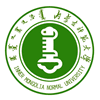 内蒙古师范大学
INNER MONGOLIA NORMAL UNIVERSITY